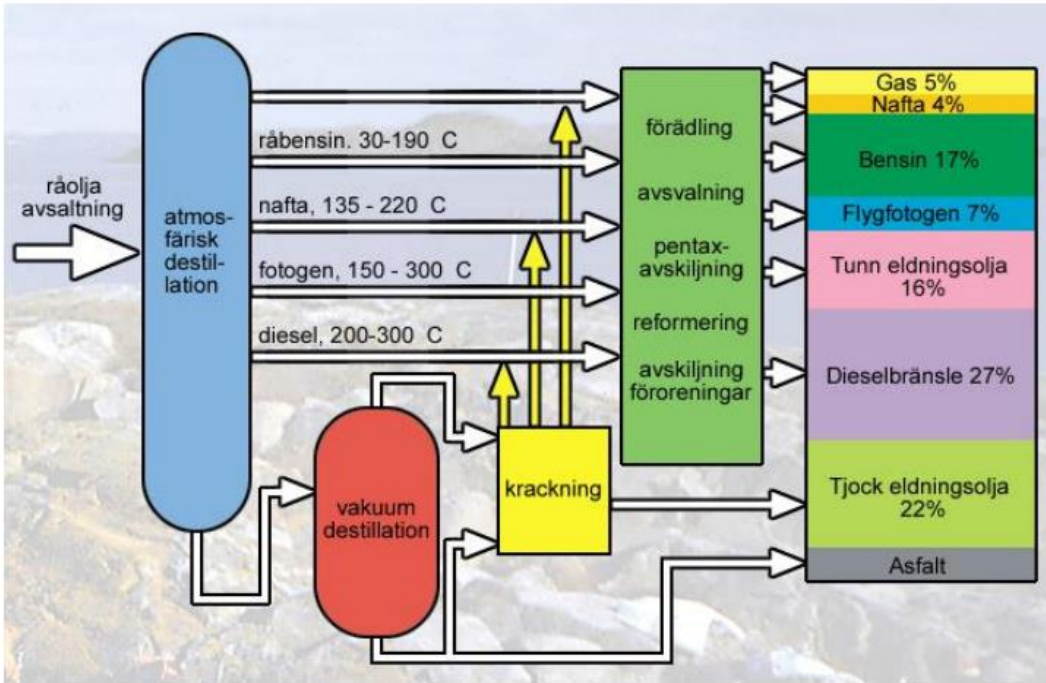 råolja
avsaltning
atmos-
färisk
destil-
lation
råbensin. 30-190 C
nafta, 135 - 220 C
fotogen, 150 - 300 C
diesel, 200-300 C
vakuum
destillation
krackning
förädling
avsvalning
pentax-
avskiljning
reformering
avskiljning
föroreningar
Gas 5%
Nafta 4%
Bensin 17%
Flygfotogen 7%
Tunn eldningsolja
16%
Dieselbränsle 27%
Tjock eldningsolja
22%
Asfalt